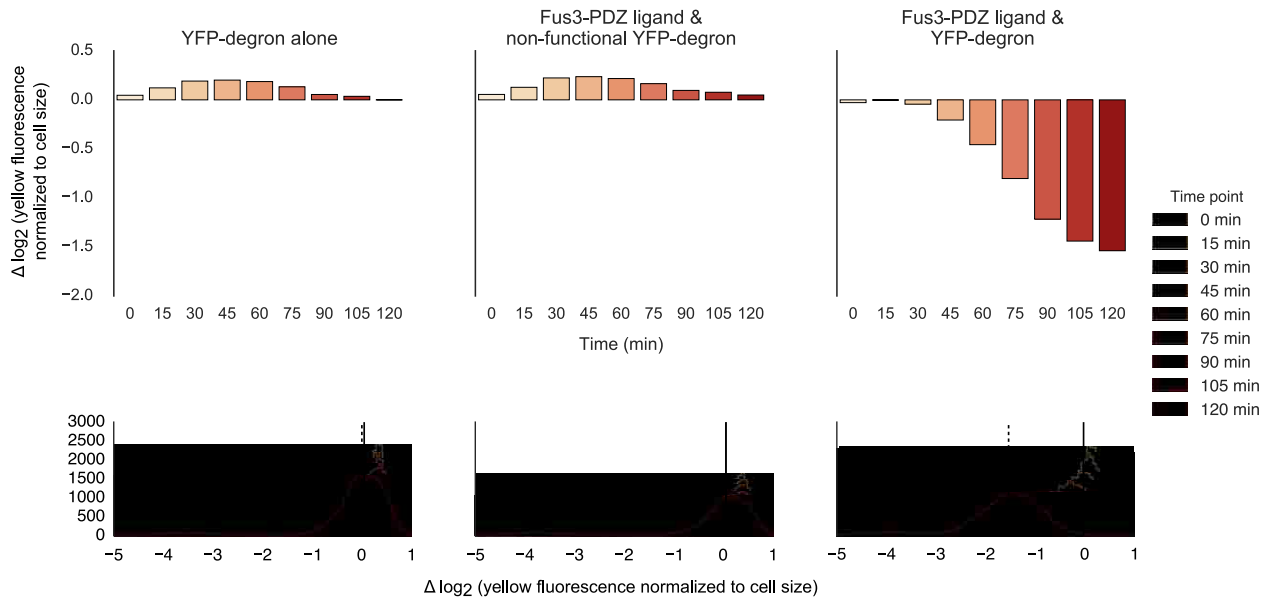 YFP-degron alone
Fus3-PDZ ligand &
non-functional YFP-degron
Fus3-PDZ ligand &
YFP-degron
Δ log2 (yellow fluorescence
normalized to cell size)
0.5
0.0
−0.5
−1.0
−1.5
−2.0
0 15 30 45 60 75 90 105 120
0 15 30 45 60 75 90 105 120
0 15 30 45 60 75 90 105 120
Time (min)
Time point
0 min
15 min
30 min
45 min
60 min
75 min
90 min
105 min
120 min
3000
2500
2000
1500
1000
500
0
−5 −4 −3 −2 −1 0 1
−5 −4 −3 −2 −1 0 1
−5 −4 −3 −2 −1 0 1
Δ log2 (yellow fluorescence normalized to cell size)